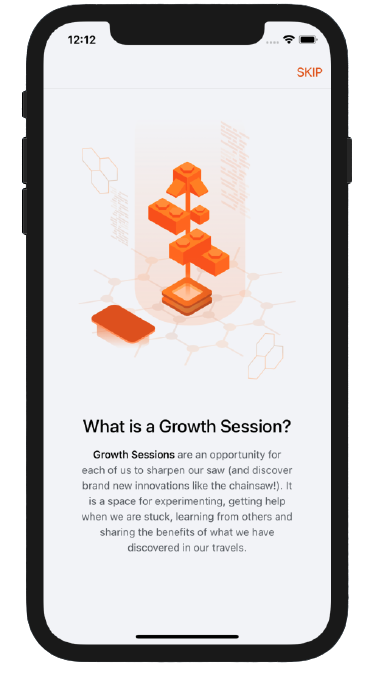 12:12
SKIP
What is a Growth Session?
Growth Sessions are an opportunity for
each of us to sharpen our saw (and discover
brand new innovations like the chainsaw!). It
is a space for experimenting, getting help
when we are stuck, learning from others and
sharing the benefits of what we have
discovered in our travels.